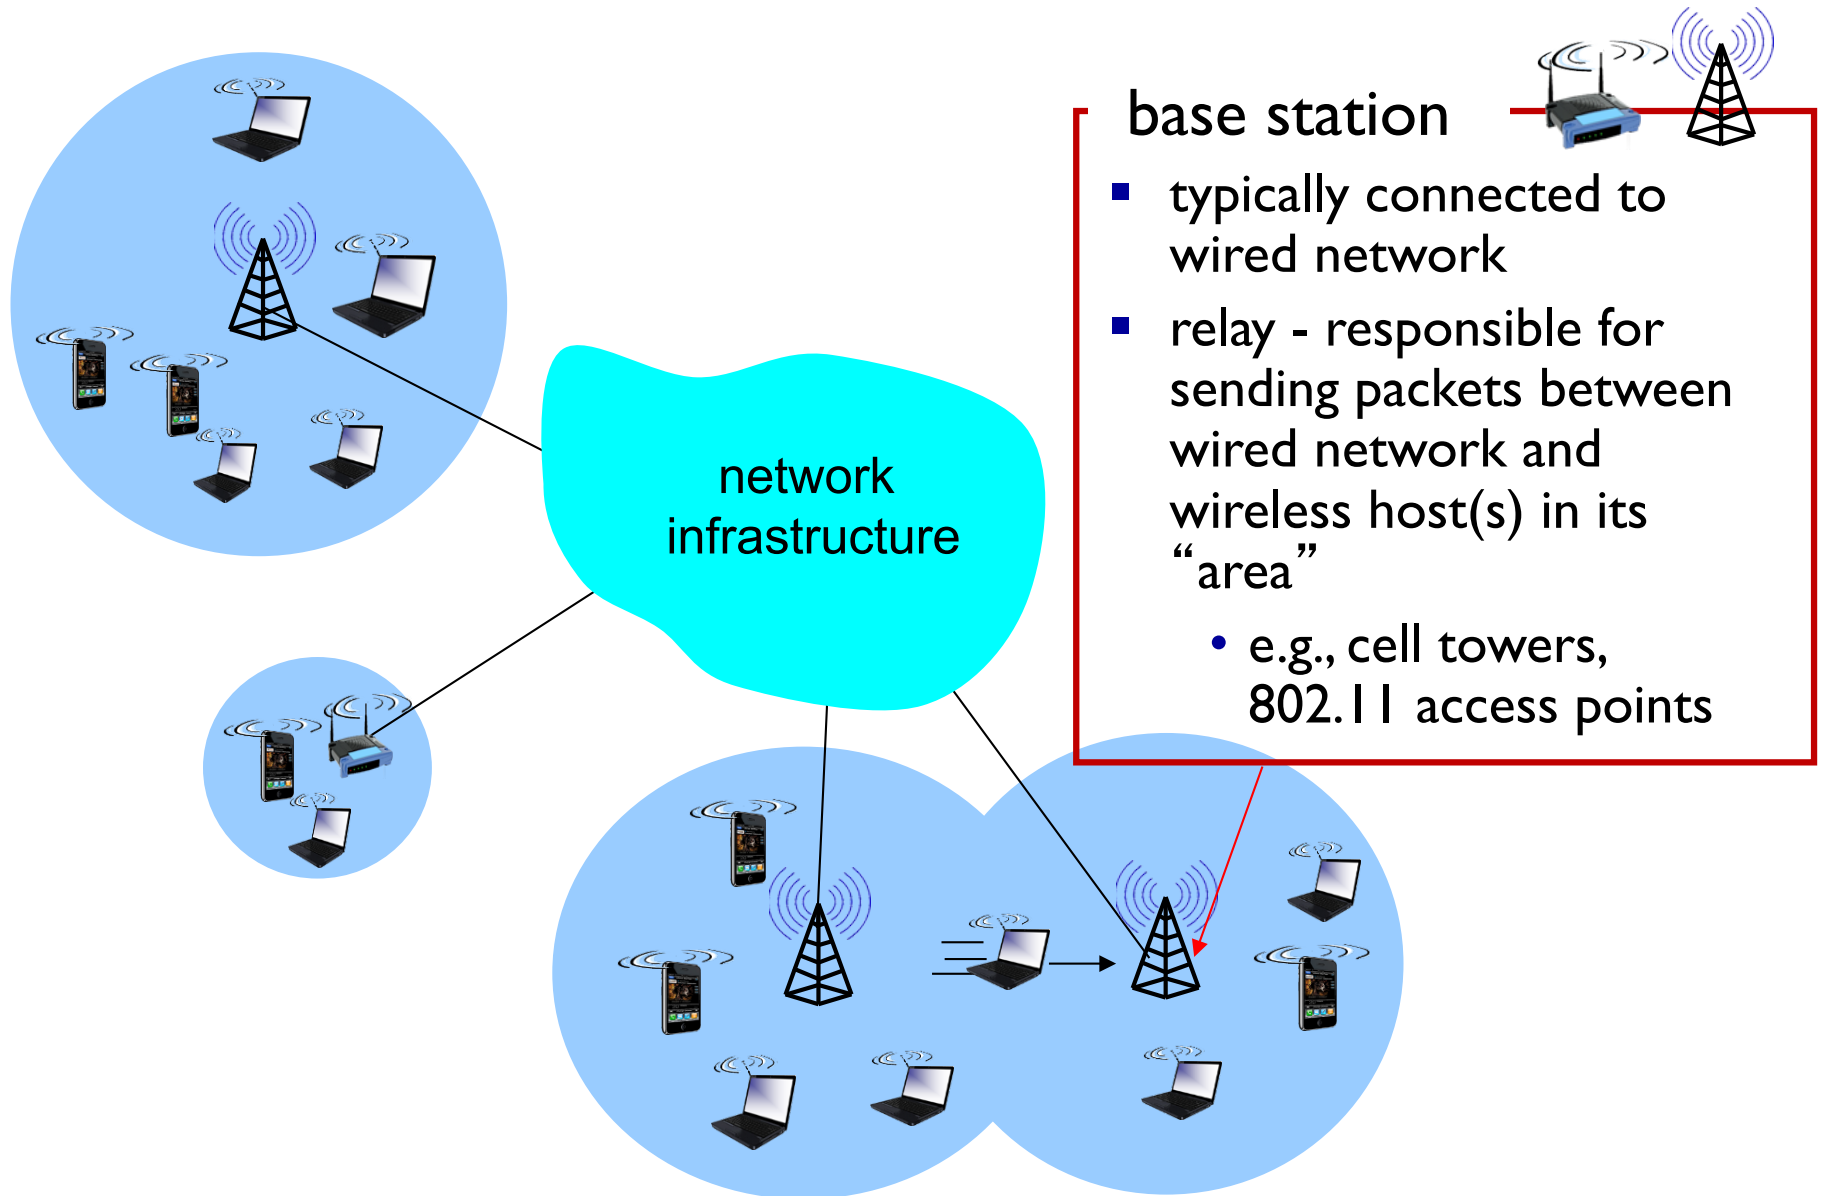 base station
typically connected to
wired network
relay - responsible for
sending packets between
wired network and
wireless host(s) in its
“area”
e.g., cell towers,
802.11 access points
network
infrastructure